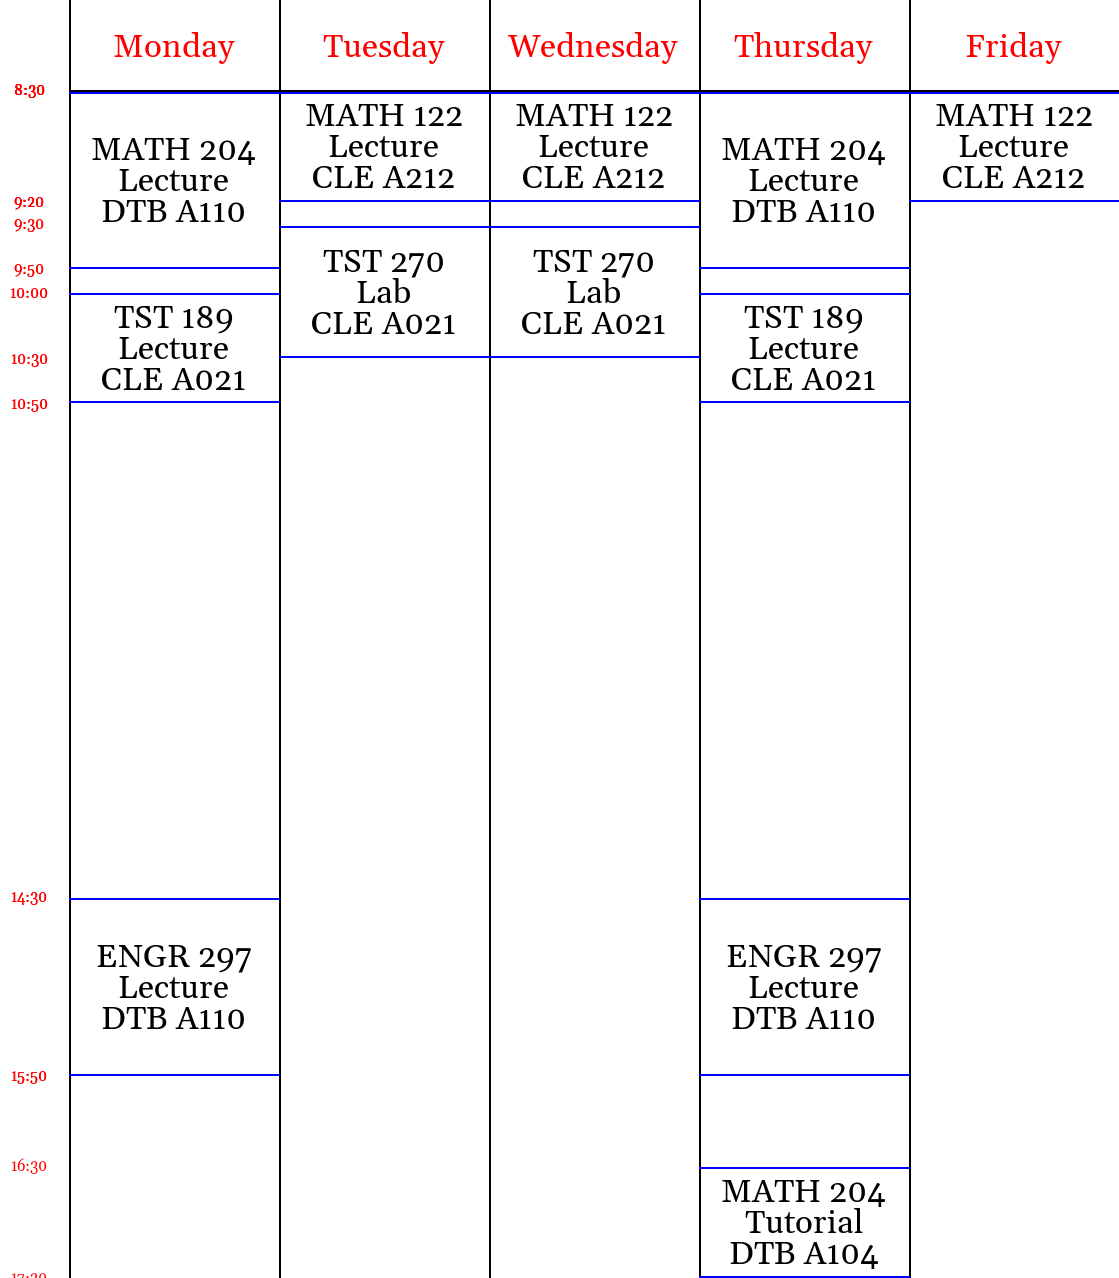 Monday Tuesday Wednesday Thursday Friday
8:30
MATH 204
Lecture
DTB A110
MATH 122
Lecture
CLE A212
MATH 122
Lecture
CLE A212
MATH 204
Lecture
DTB A110
MATH 122
Lecture
CLE A212
9:20
9:30
TST 270
Lab
CLE A021
TST 270
Lab
CLE A021
9:50
10:00
TST 189
Lecture
CLE A021
TST 189
Lecture
CLE A021
10:30
10:50
14:30
ENGR 297
Lecture
DTB A110
ENGR 297
Lecture
DTB A110
15:50
16:30
MATH 204
Tutorial
DTB A104